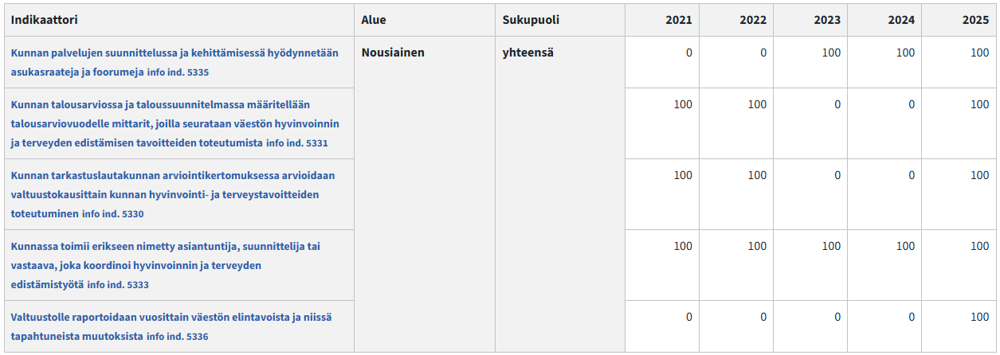 Indikaattori Alue Sukupuoli 2021 2022 2023 2024 2025
Kunnan palvelujen suunnittelussa ja kehittämisessä hyödynnetään Nousiainen yhteensä 0 0 100 100 100
asukasraateja ja foorumeja info ind. 5335
Kunnan talousarviossa ja taloussuunnitelmassa määritellään 100 100 0 0 100
talousarviovuodelle mittarit, joilla seurataan väestön hyvinvoinnin
ja terveyden edistämisen tavoitteiden toteutumista info ind. 5331
Kunnan tarkastuslautakunnan arviointikertomuksessa arvioidaan 100 100 0 0 100
valtuustokausittain kunnan hyvinvointi- ja terveystavoitteiden
toteutuminen info ind. 5330
Kunnassa toimii erikseen nimetty asiantuntija, suunnittelija tai 100 100 100 100 100
vastaava, joka koordinoi hyvinvoinnin ja terveyden
edistämistyötä info ind. 5333
Valtuustolle raportoidaan vuosittain väestön elintavoista ja niissä 0 0 0 0 100
tapahtuneista muutoksista info ind. 5336